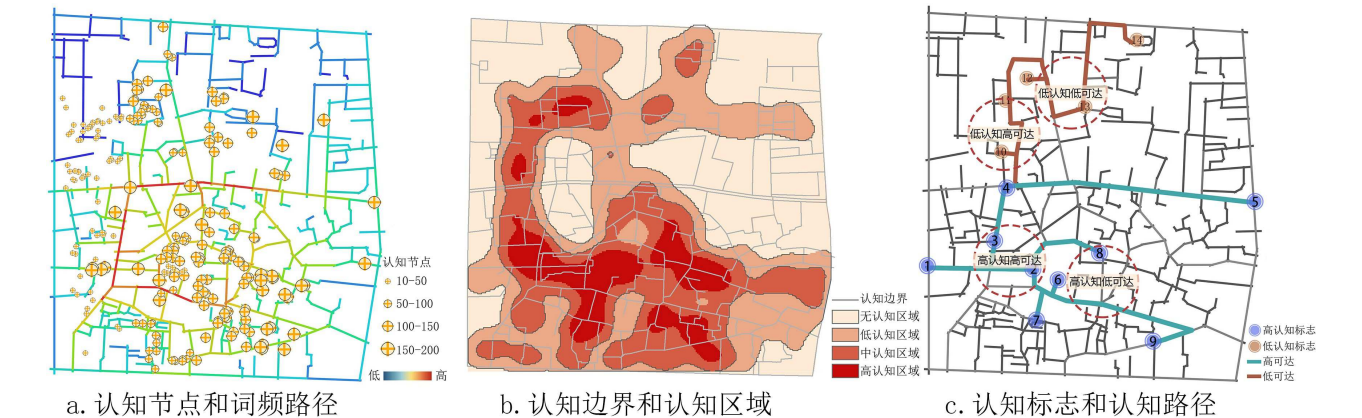 认知节点
10-50
50-100
100-150
150-200
低 高
a.认知节点和词频路径
认知边界
无认知区域
低认知区域
中认知区域
高认知区域
b.认知边界和认知区域
14
12
低认知低可达
11
13
低认知高可达
10
4
5
3
8
高认知高可达
1
2
6
高认知低可达
7
9
高认知标志
低认知标志
高可达
低可达
c.认知标志和认知路径